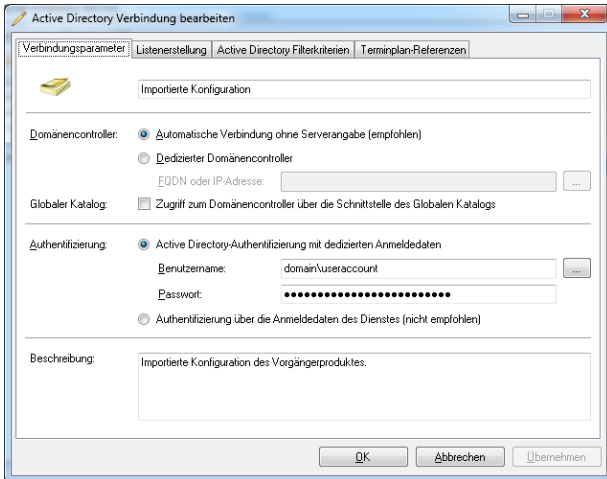 Active Directory Verbindung bearbeiten
Verbindungsparameter Listenerstellung Active Directory Filterkriterien Terminplan-Referenzen
Importierte Konfiguration
Domänencontroller: Automatische Verbindung ohne Serverangabe (empfohlen)
Dedizierter Domänencontroller
FQDN oder IP-Adresse: ...
Globaler Katalog: Zugriff zum Domänencontroller über die Schnittstelle des Globalen Katalogs
Authentifizierung: Active Directory-Authentifizierung mit dedizierten Anmeldedaten
Benutzername: domain\useraccount ...
Passwort: ●●●●●●●●●●●●●●●●●●●●●●●●●
Authentifizierung über die Anmeldedaten des Dienstes (nicht empfohlen)
Beschreibung: Importierte Konfiguration des Vorgängerproduktes.
OK Abbrechen Übernehmen